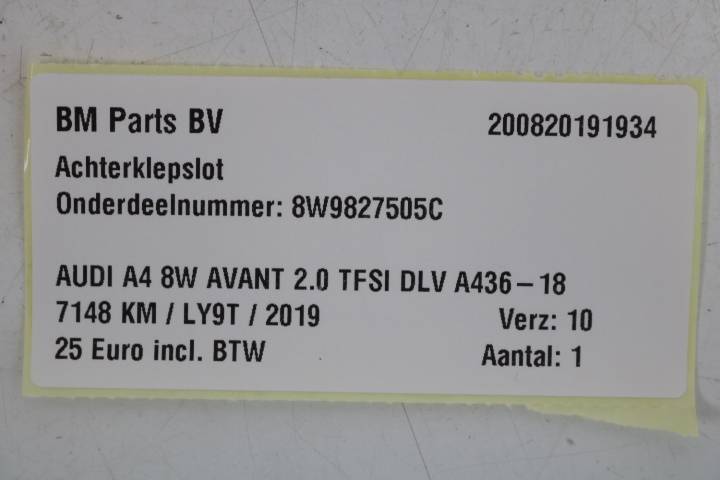 BM Parts BV 200820191934
Achterklepslot
Onderdeelnummer: 8W9827505C
AUDI A4 8W AVANT 2.0 TFSI DLV A436-18
7148 KM / LY9T / 2019 Verz: 10
25 Euro incl. BTW Aantal: 1